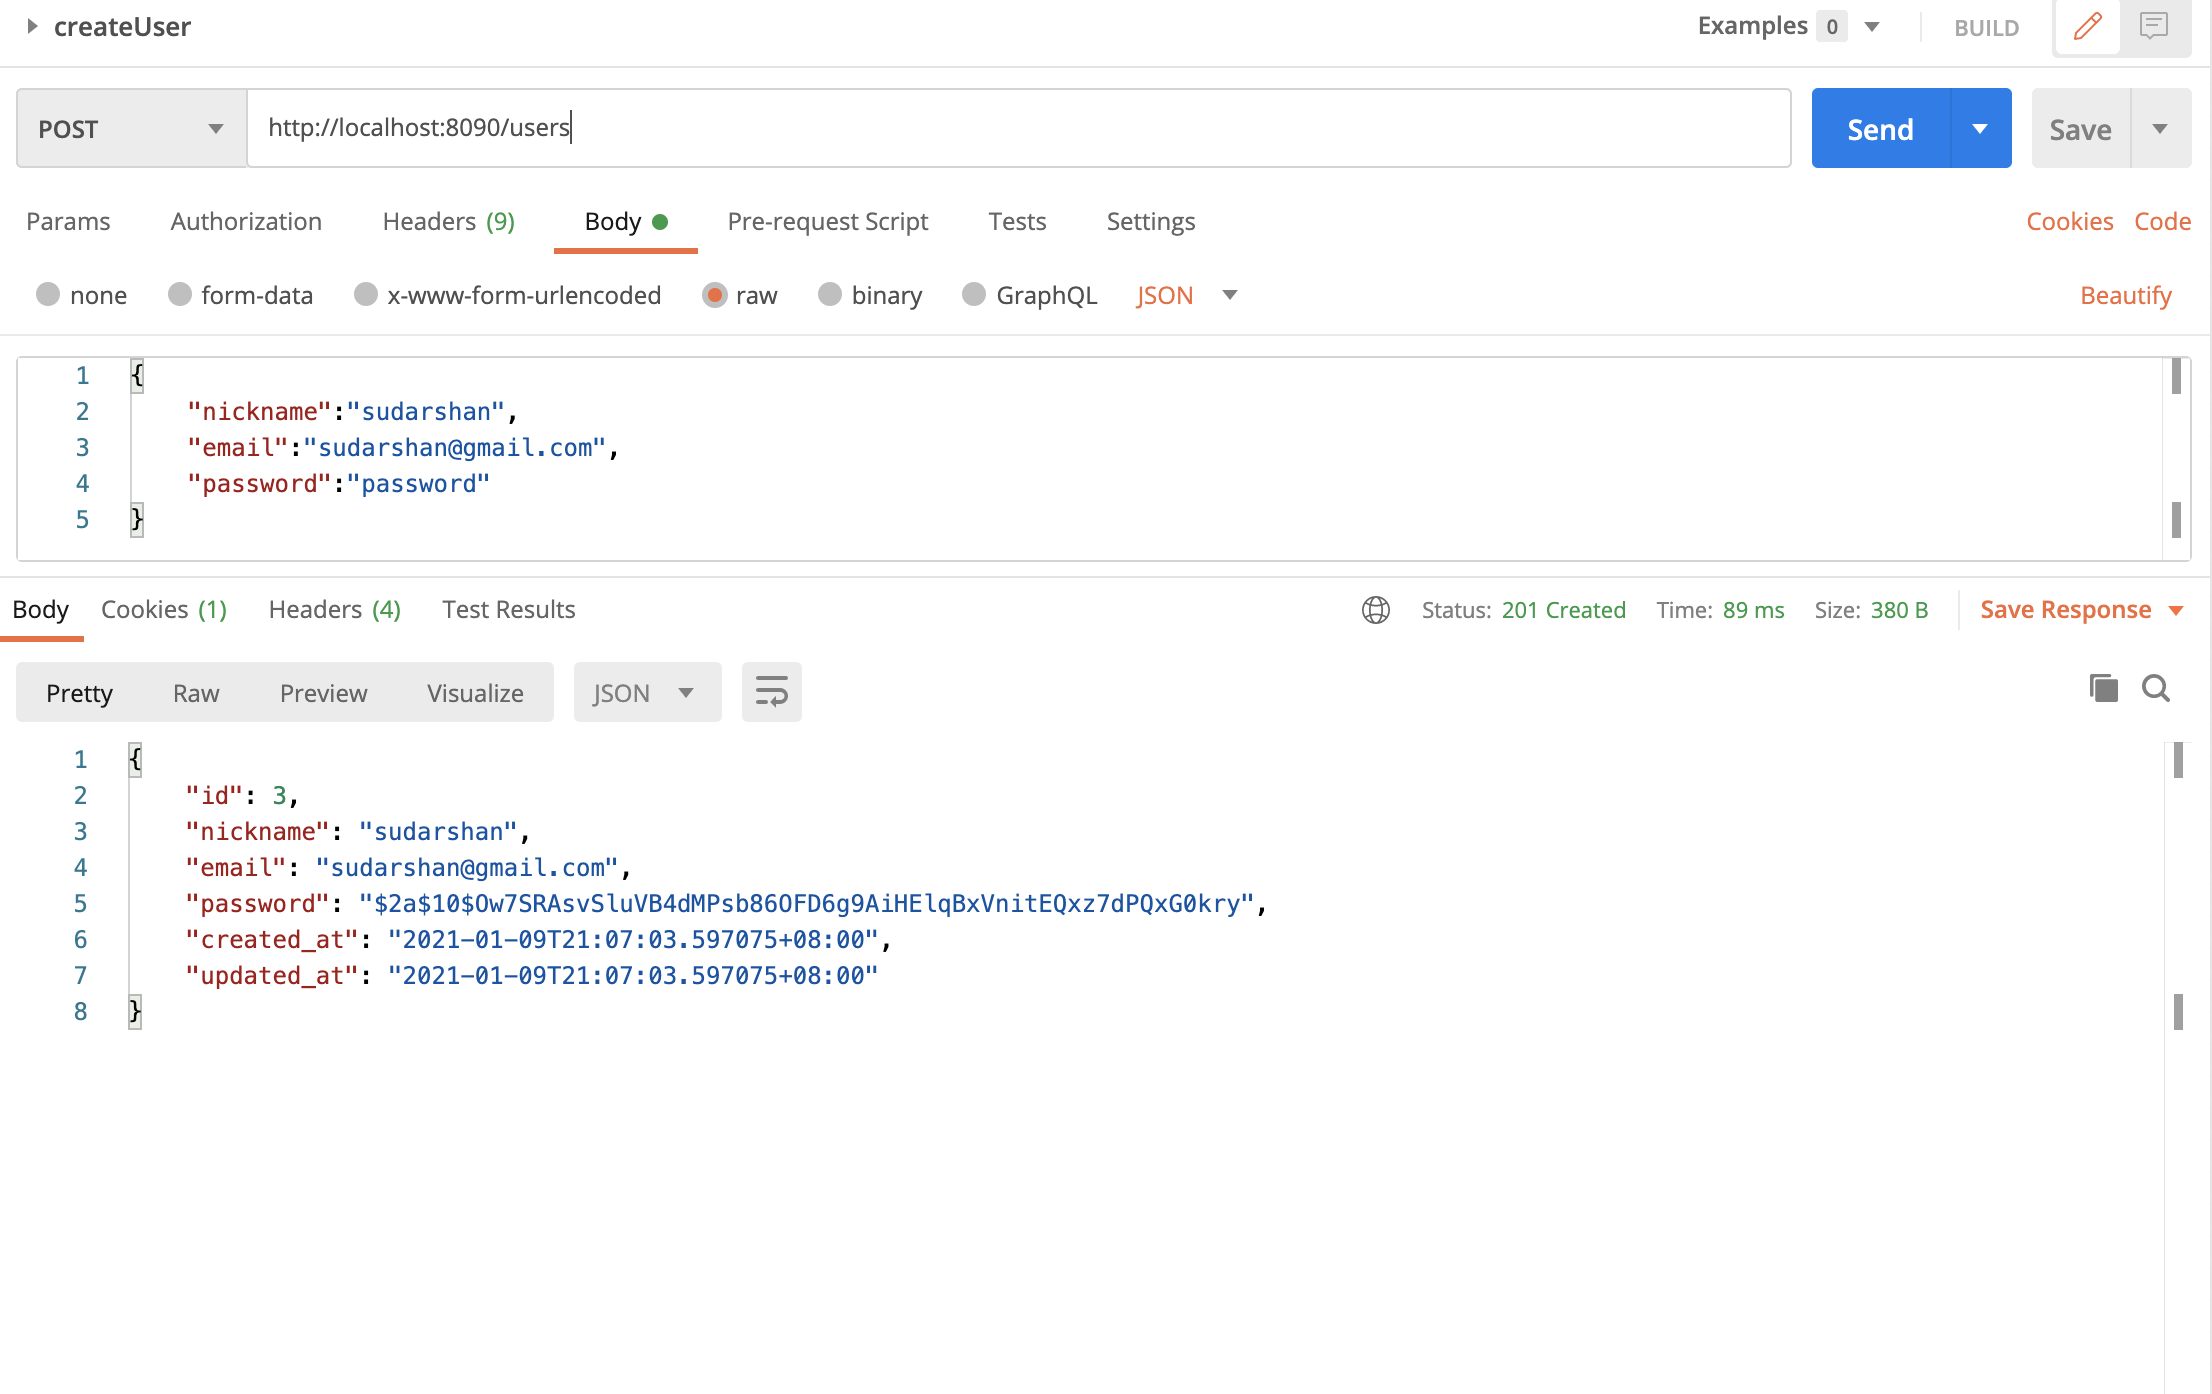 createUser
Examples 0 BUILD
POST http://localhost:8090/users Send Save
Params Authorization Headers (9) Body Pre-request Script Tests Settings Cookies Code
none form-data x-www-form-urlencoded raw binary GraphQL JSON Beautify
1 {
2 "nickname":"sudarshan",
3 "email":"sudarshan@gmail.com",
4 "password":"password"
5 }
Body Cookies (1) Headers (4) Test Results Status: 201 Created Time: 89 ms Size: 380 B Save Response
Pretty Raw Preview Visualize JSON
1 {
2 "id": 3,
3 "nickname": "sudarshan",
4 "email": "sudarshan@gmail.com",
5 "password": "$2a$10$Ow7SRAsvSluVB4dMPsb86OFD6g9AiHElqBxVnitEQxz7dPQxG0kry",
6 "created_at": "2021-01-09T21:07:03.597075+08:00",
7 "updated_at": "2021-01-09T21:07:03.597075+08:00"
8 }